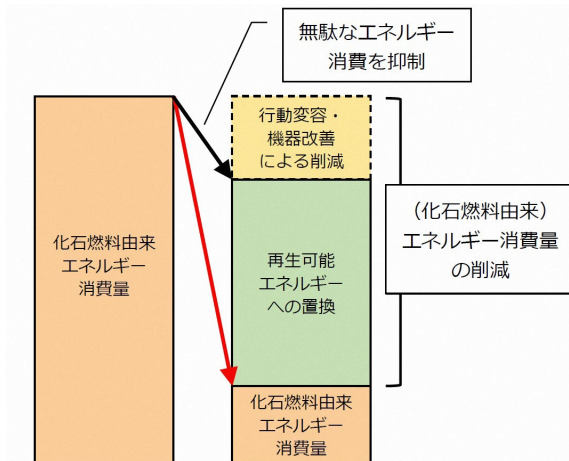 無駄なエネルギー
消費を抑制
行動変容・
機器改善
による削減
化石燃料由来
エネルギー
消費量
再生可能
エネルギー
への置換
（化石燃料由来）
エネルギー消費量
の削減
化石燃料由来
エネルギー
消費量